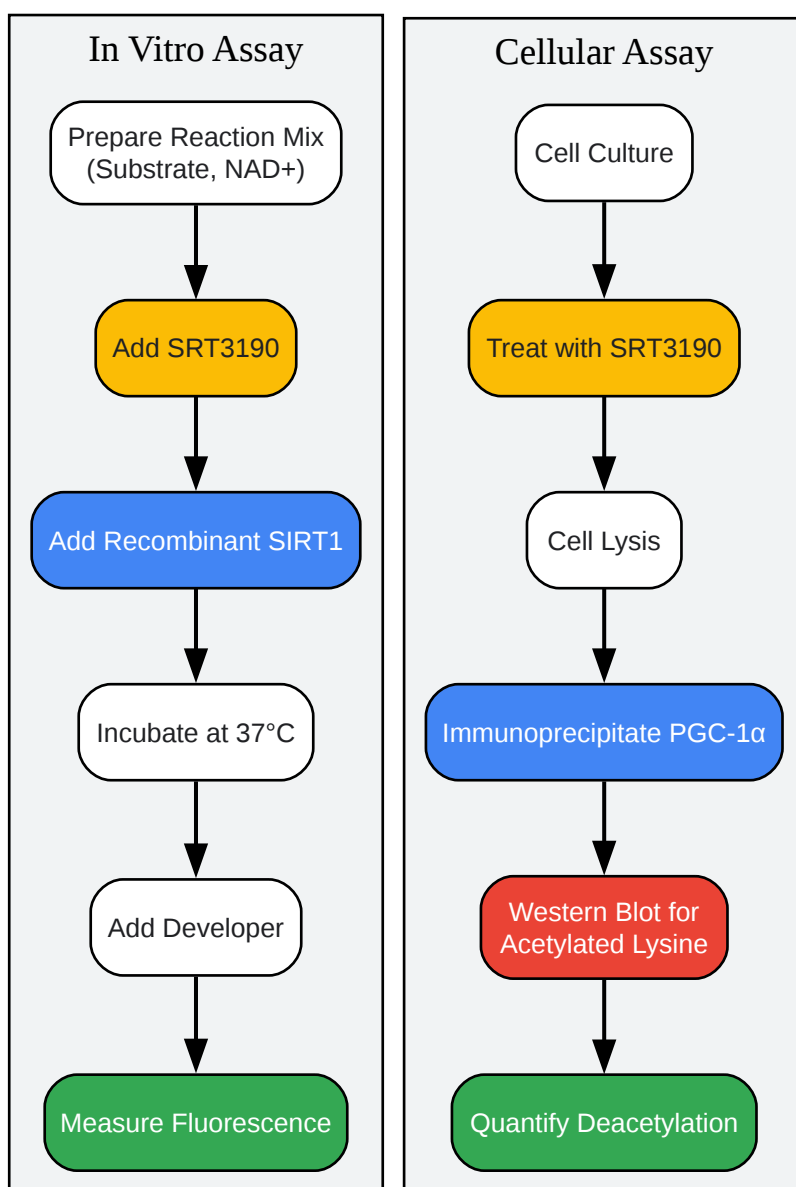 In Vitro Assay
Prepare Reaction Mix
(Substrate, NAD+)
Add SRT3190
Add Recombinant SIRT1
Incubate at 37°C
Add Developer
Measure Fluorescence
Cellular Assay
Cell Culture
Treat with SRT3190
Cell Lysis
Immunoprecipitate PGC-1α
Western Blot for
Acetylated Lysine
Quantify Deacetylation